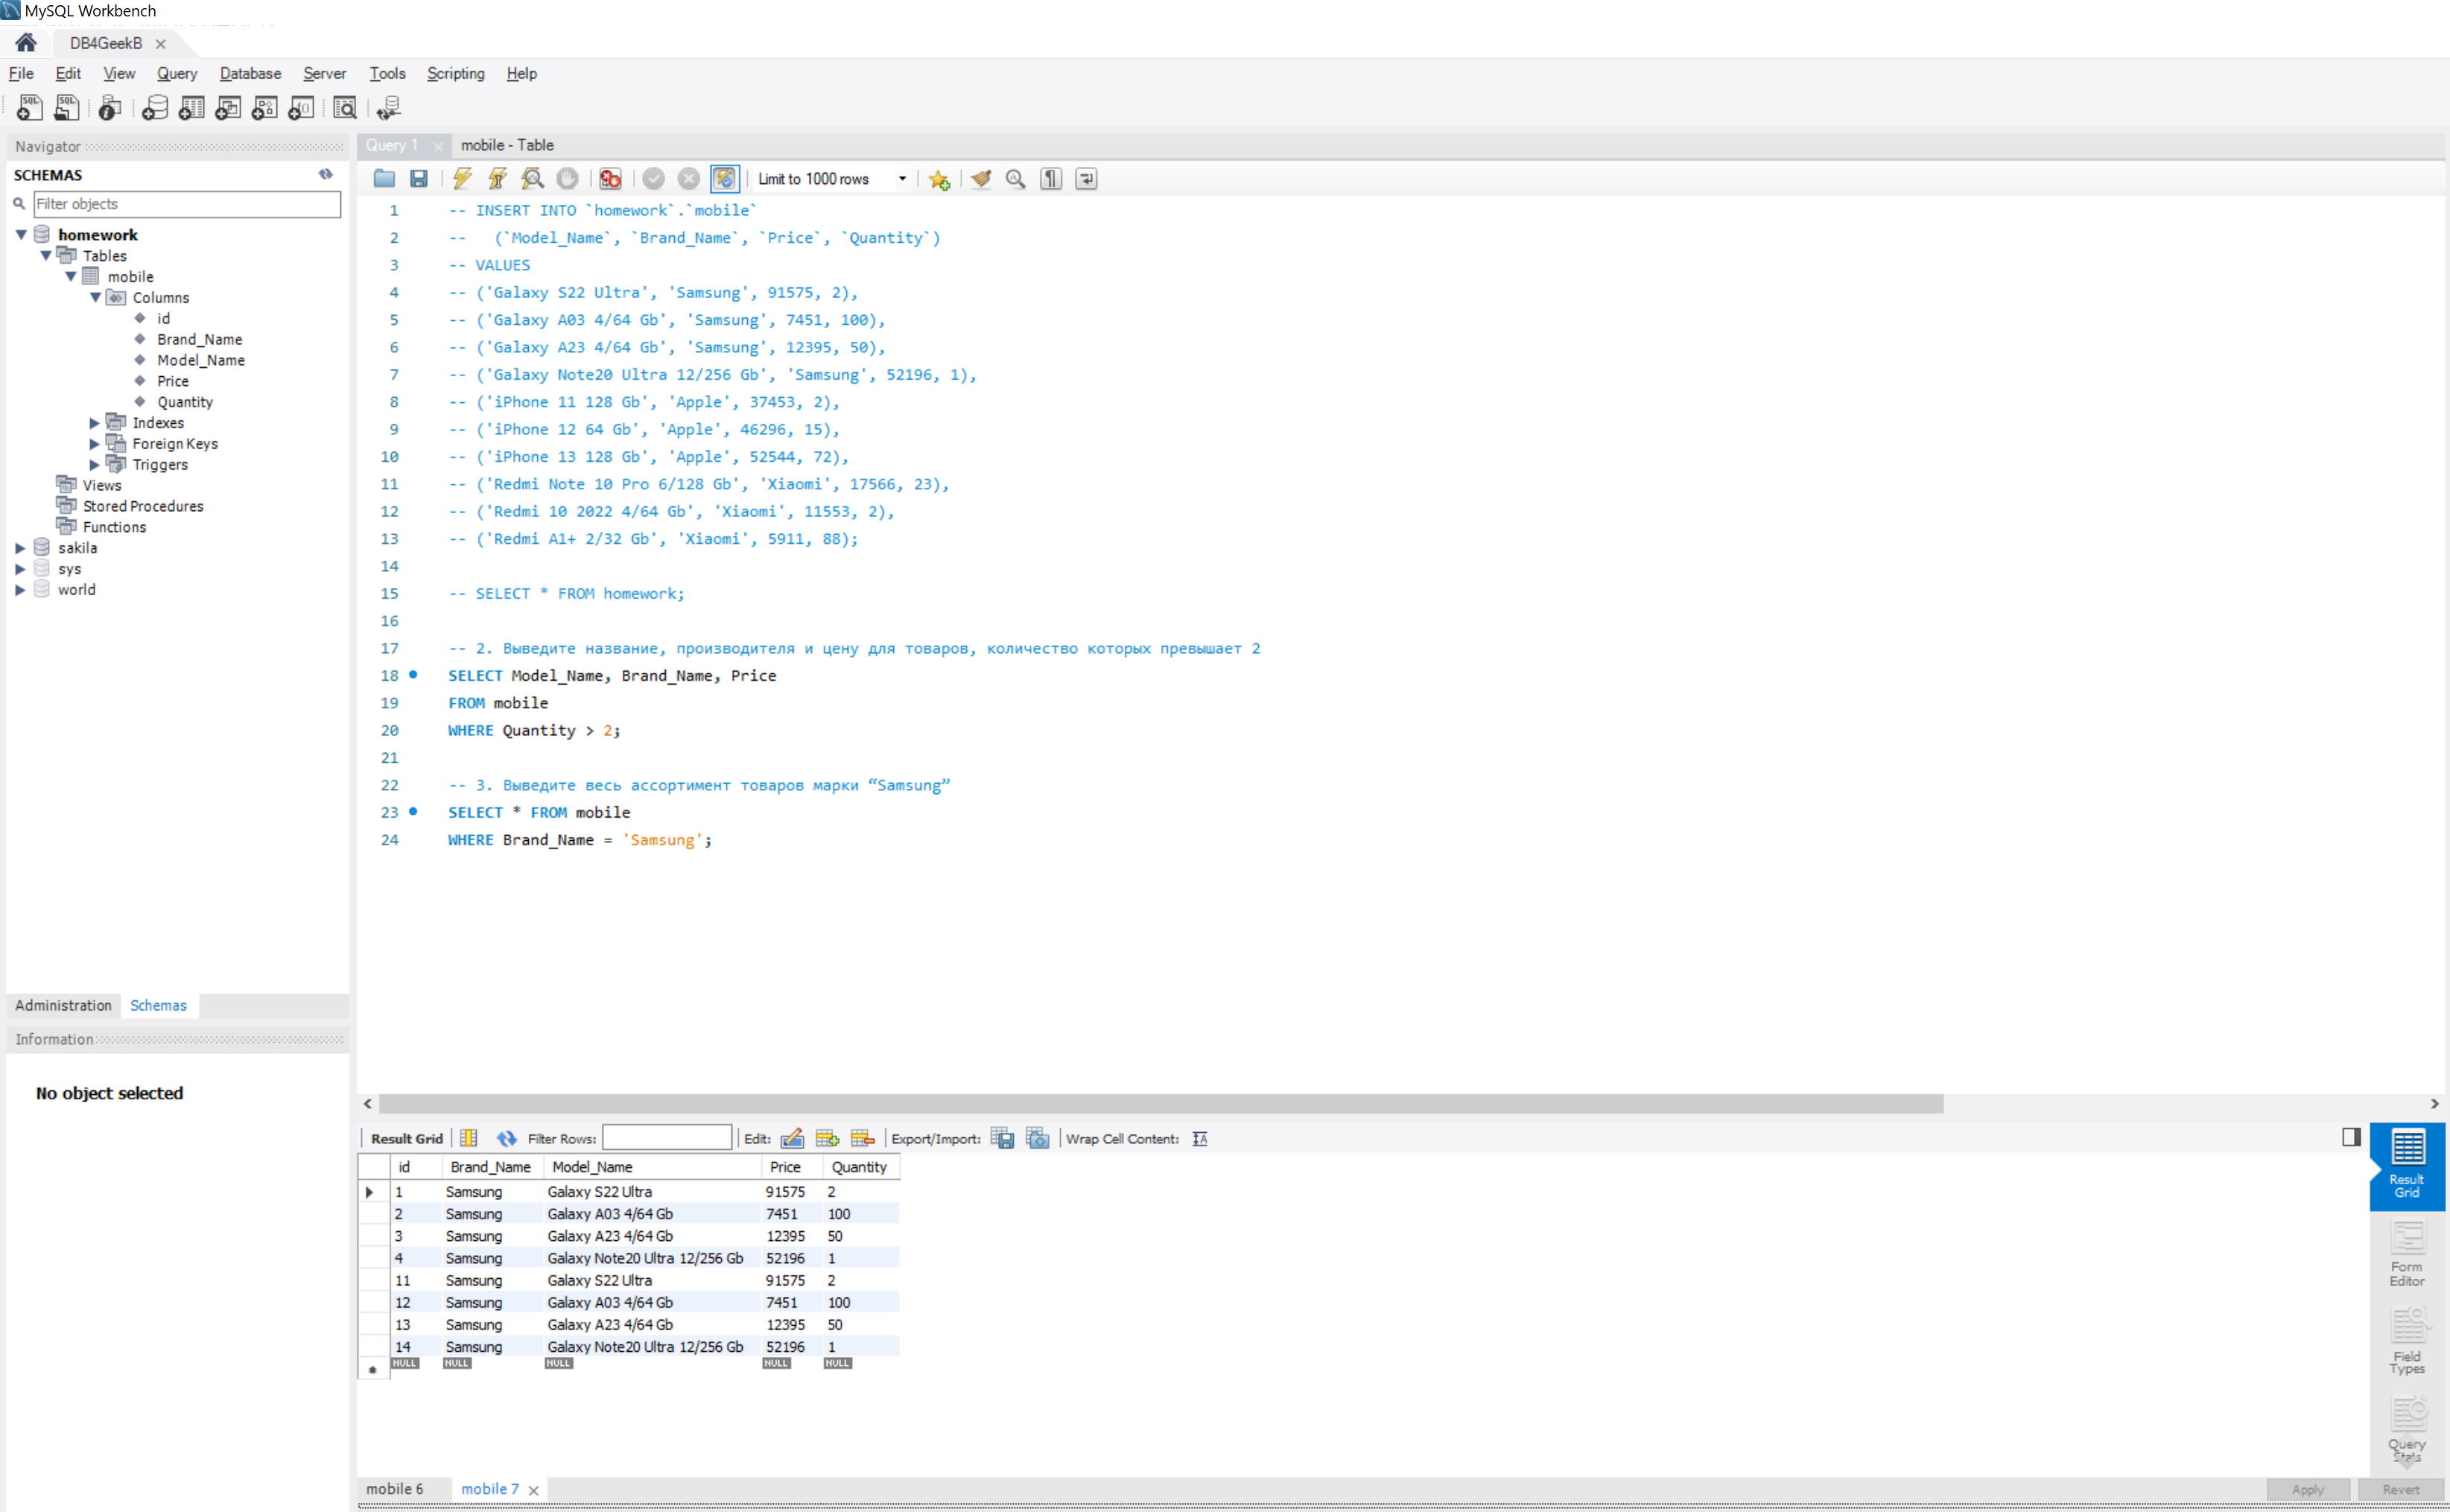 MySQL Workbench
DB4GeekB
File Edit View Query Database Server Tools Scripting Help
Navigator
SCHEMAS
Filter objects
homework
Tables
mobile
Columns
id
Brand_Name
Model_Name
Price
Quantity
Indexes
Foreign Keys
Triggers
Views
Stored Procedures
Functions
sakila
sys
world
Administration Schemas
Information
No object selected
Query 1 mobile - Table
Limit to 1000 rows
1 -- INSERT INTO `homework`.`mobile`
2 -- (`Model_Name`, `Brand_Name`, `Price`, `Quantity`)
3 -- VALUES
4 -- ('Galaxy S22 Ultra', 'Samsung', 91575, 2),
5 -- ('Galaxy A03 4/64 Gb', 'Samsung', 7451, 100),
6 -- ('Galaxy A23 4/64 Gb', 'Samsung', 12395, 50),
7 -- ('Galaxy Note20 Ultra 12/256 Gb', 'Samsung', 52196, 1),
8 -- ('iPhone 11 128 Gb', 'Apple', 37453, 2),
9 -- ('iPhone 12 64 Gb', 'Apple', 46296, 15),
10 -- ('iPhone 13 128 Gb', 'Apple', 52544, 72),
11 -- ('Redmi Note 10 Pro 6/128 Gb', 'Xiaomi', 17566, 23),
12 -- ('Redmi 10 2022 4/64 Gb', 'Xiaomi', 11553, 2),
13 -- ('Redmi A1+ 2/32 Gb', 'Xiaomi', 5911, 88);
14
15 -- SELECT * FROM homework;
16
17 -- 2. Выведите название, производителя и цену для товаров, количество которых превышает 2
18 SELECT Model_Name, Brand_Name, Price
19 FROM mobile
20 WHERE Quantity > 2;
21
22 -- 3. Выведите весь ассортимент товаров марки “Samsung”
23 SELECT * FROM mobile
24 WHERE Brand_Name = 'Samsung';
Result Grid Filter Rows: Edit: Export/Import: Wrap Cell Content:
id Brand_Name Model_Name Price Quantity
1 Samsung Galaxy S22 Ultra 91575 2
2 Samsung Galaxy A03 4/64 Gb 7451 100
3 Samsung Galaxy A23 4/64 Gb 12395 50
4 Samsung Galaxy Note20 Ultra 12/256 Gb 52196 1
11 Samsung Galaxy S22 Ultra 91575 2
12 Samsung Galaxy A03 4/64 Gb 7451 100
13 Samsung Galaxy A23 4/64 Gb 12395 50
14 Samsung Galaxy Note20 Ultra 12/256 Gb 52196 1
NULL NULL NULL NULL NULL
Result
Grid
Form
Editor
Field
Types
Query
Stats
mobile 6 mobile 7
Apply Revert